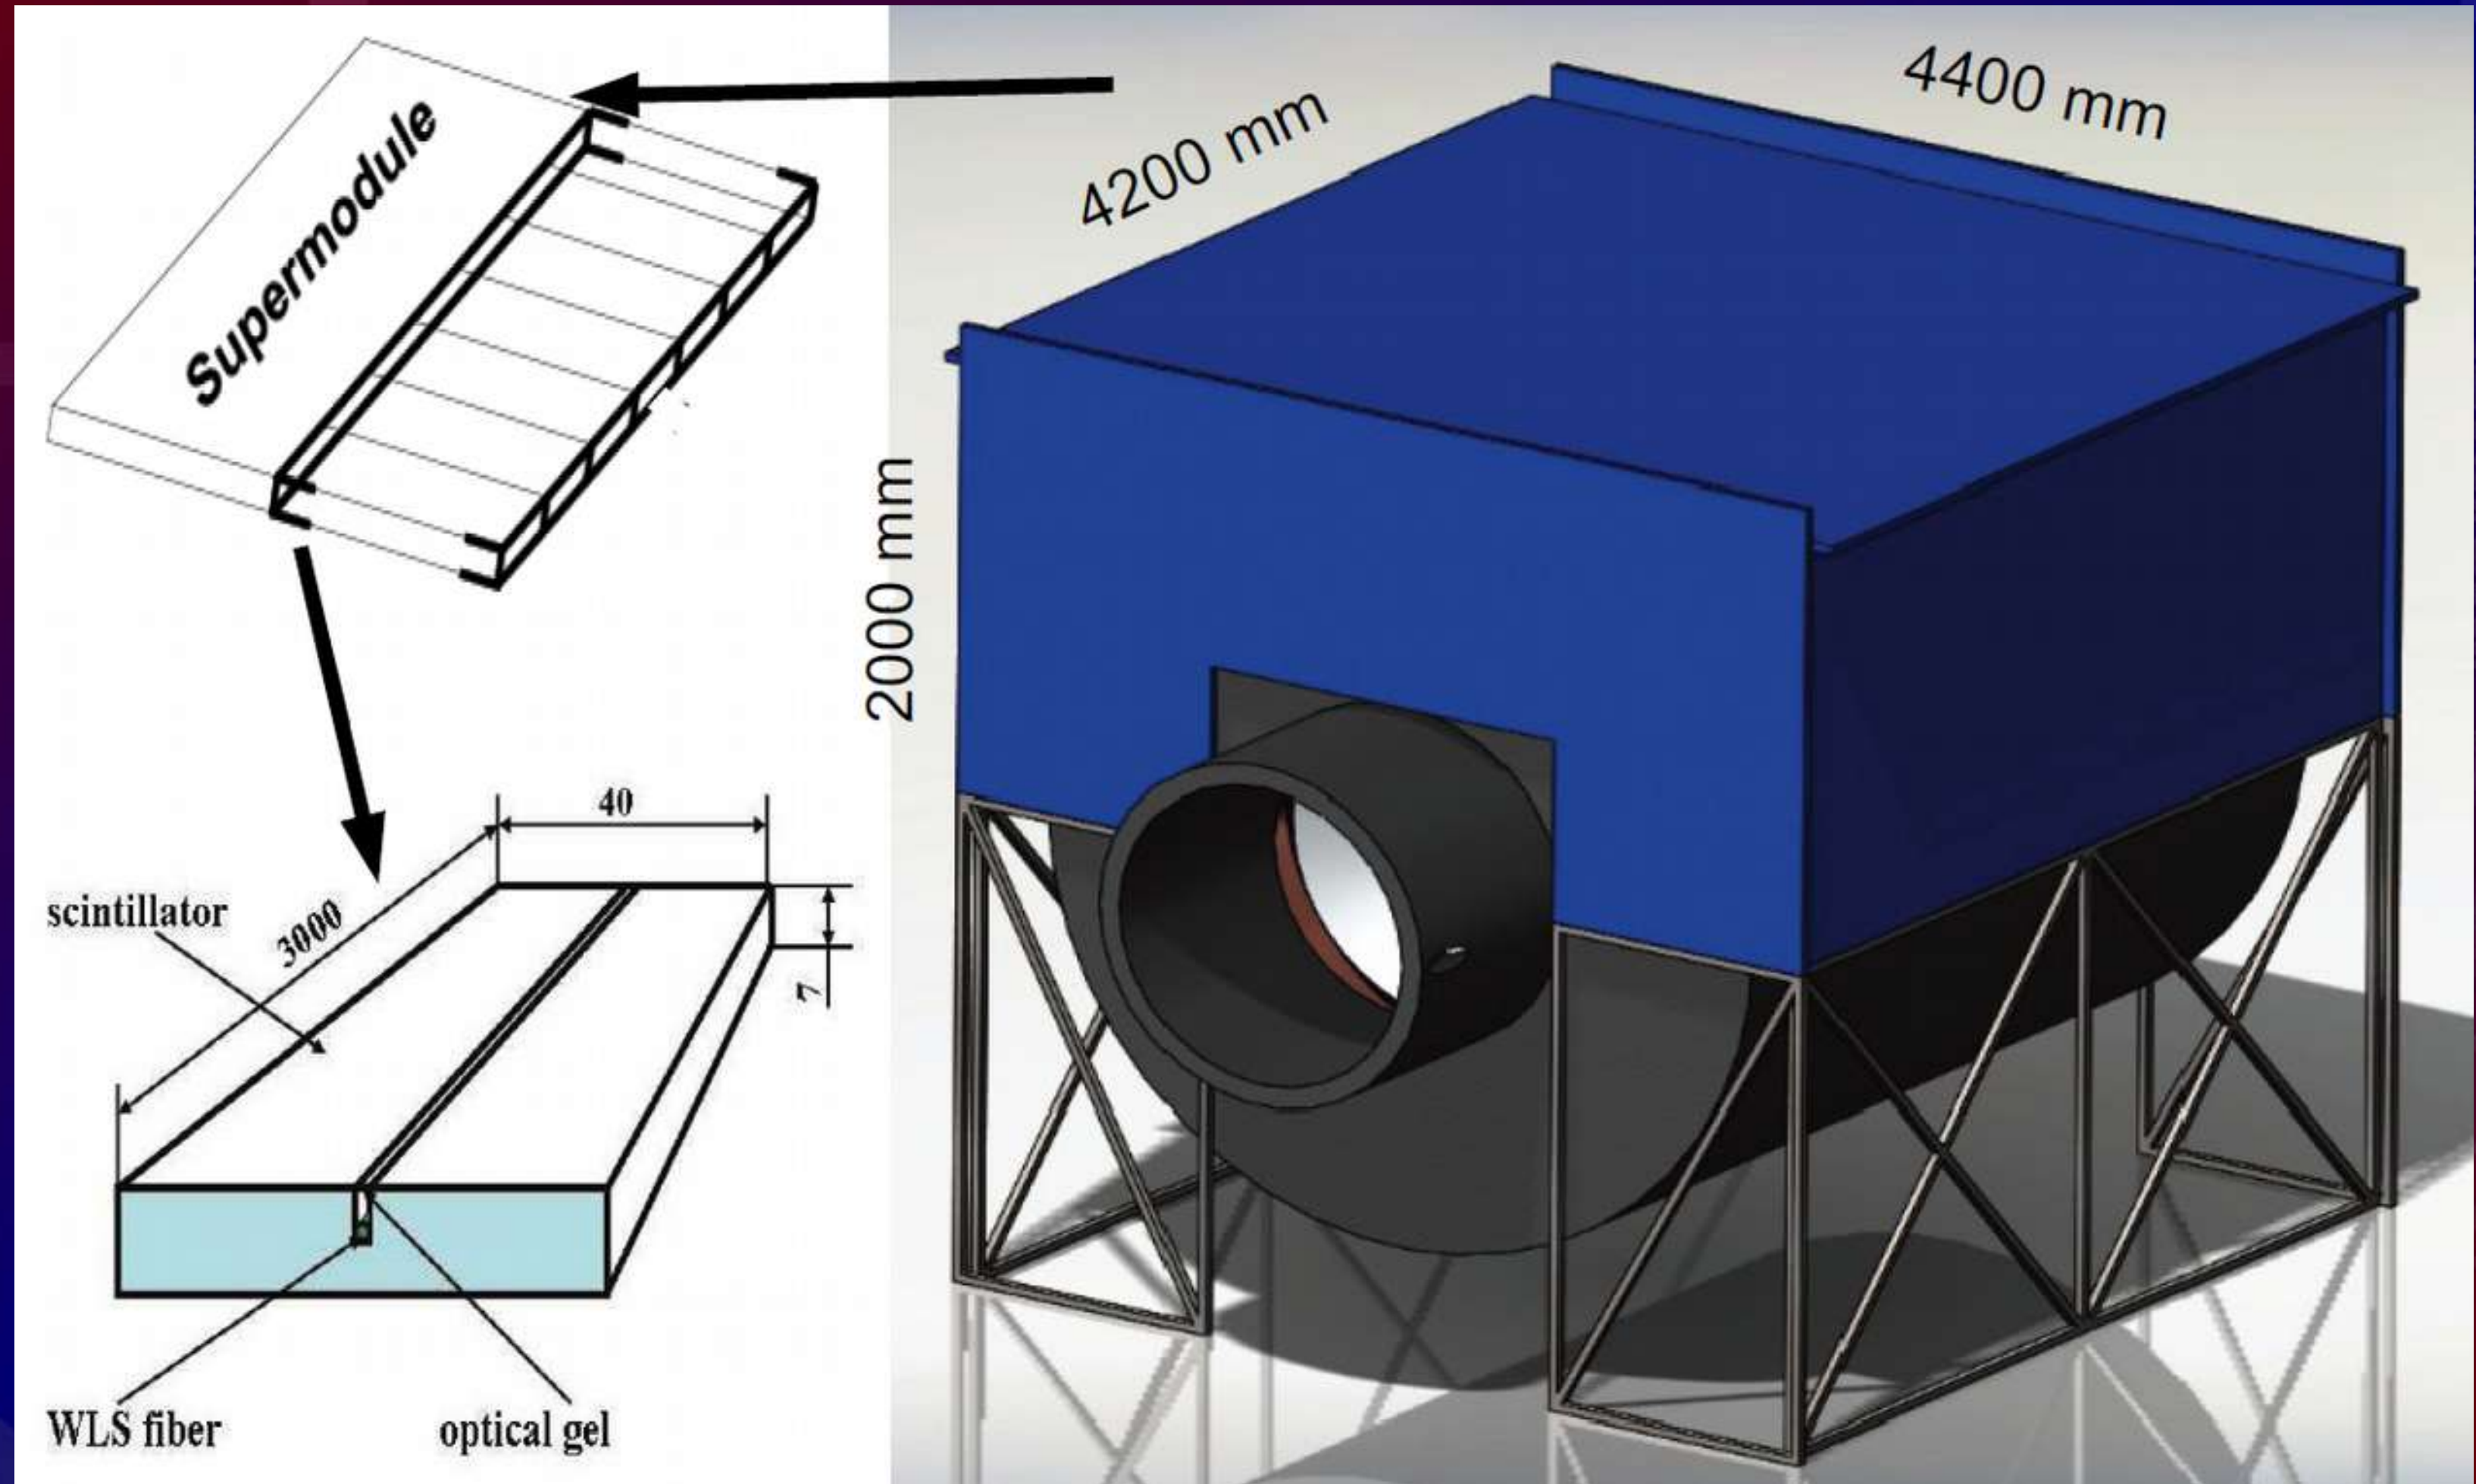 Supermodule
4200 mm
4400 mm
2000 mm
40
scintillator
3000
7
WLS fiber
optical gel